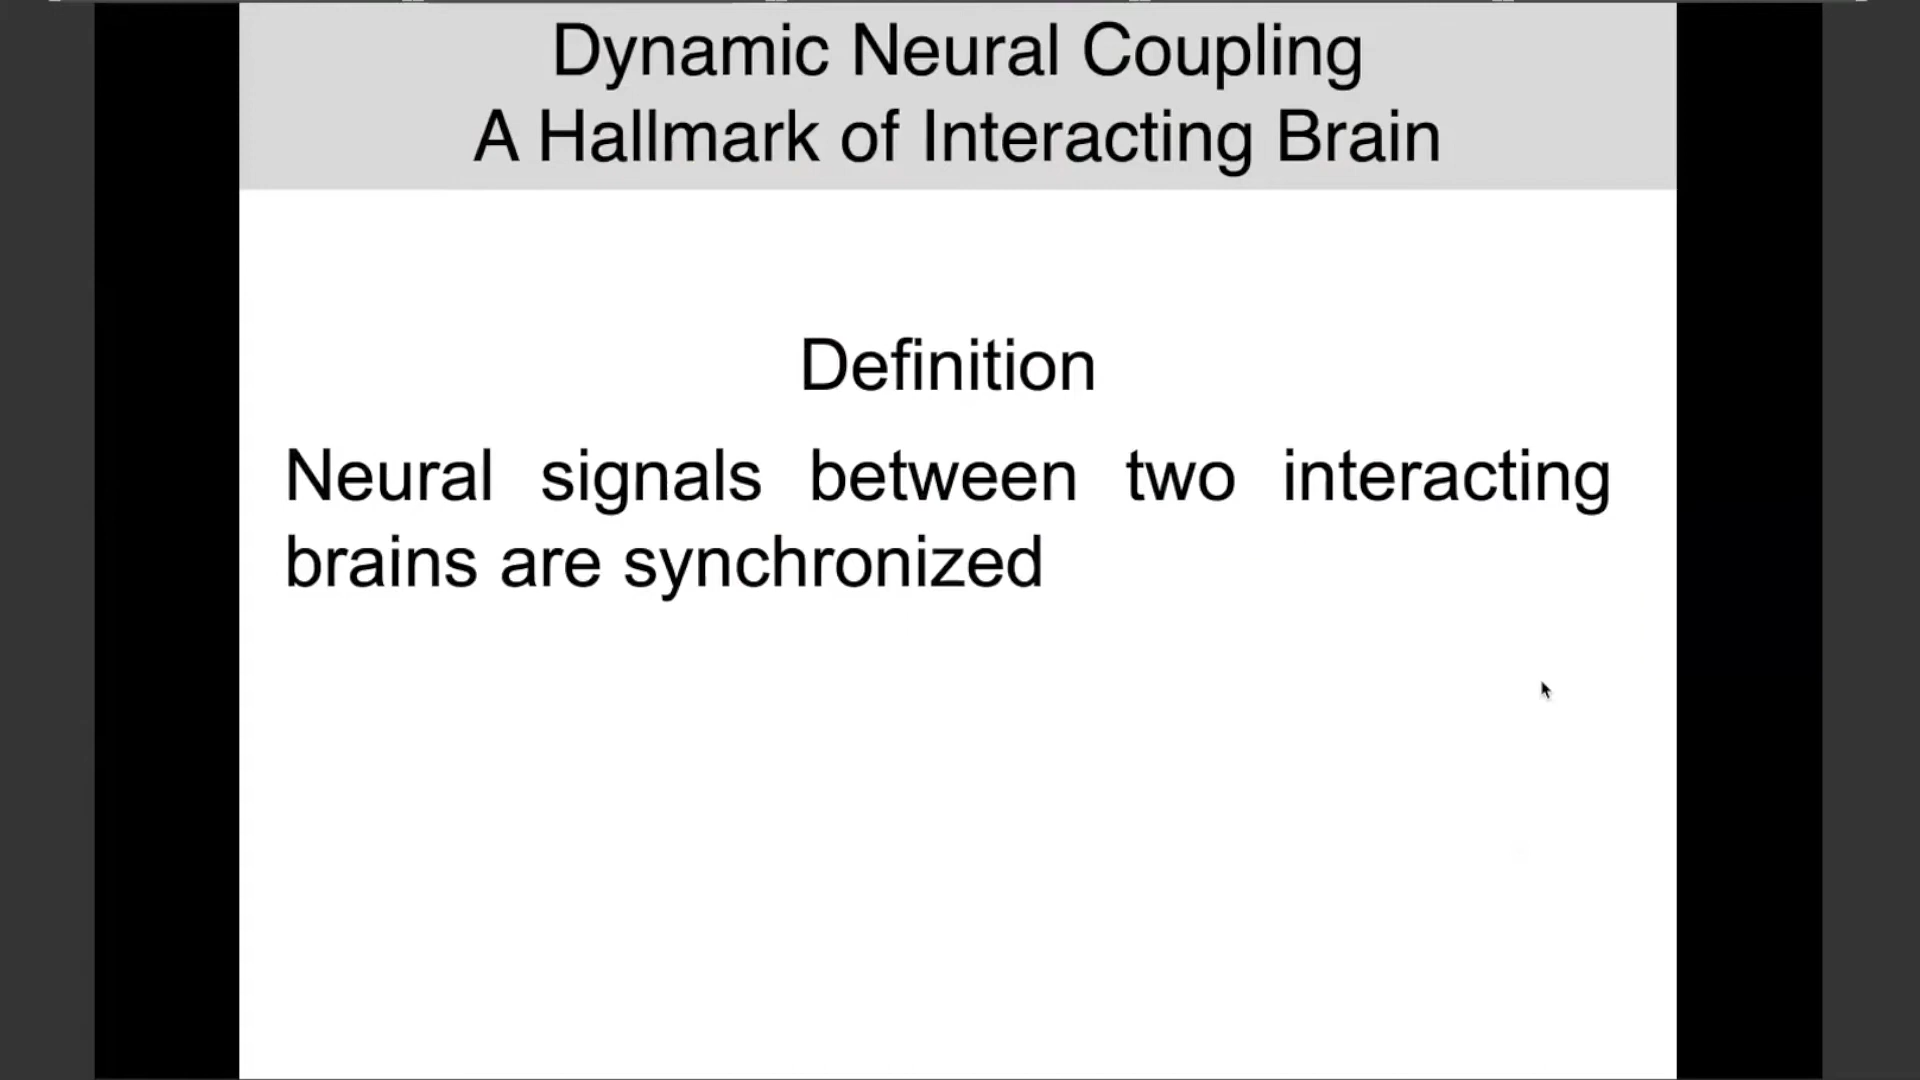 Dynamic Neural Coupling
A Hallmark of Interacting Brain
Definition
Neural signals between two interacting
brains are synchronized